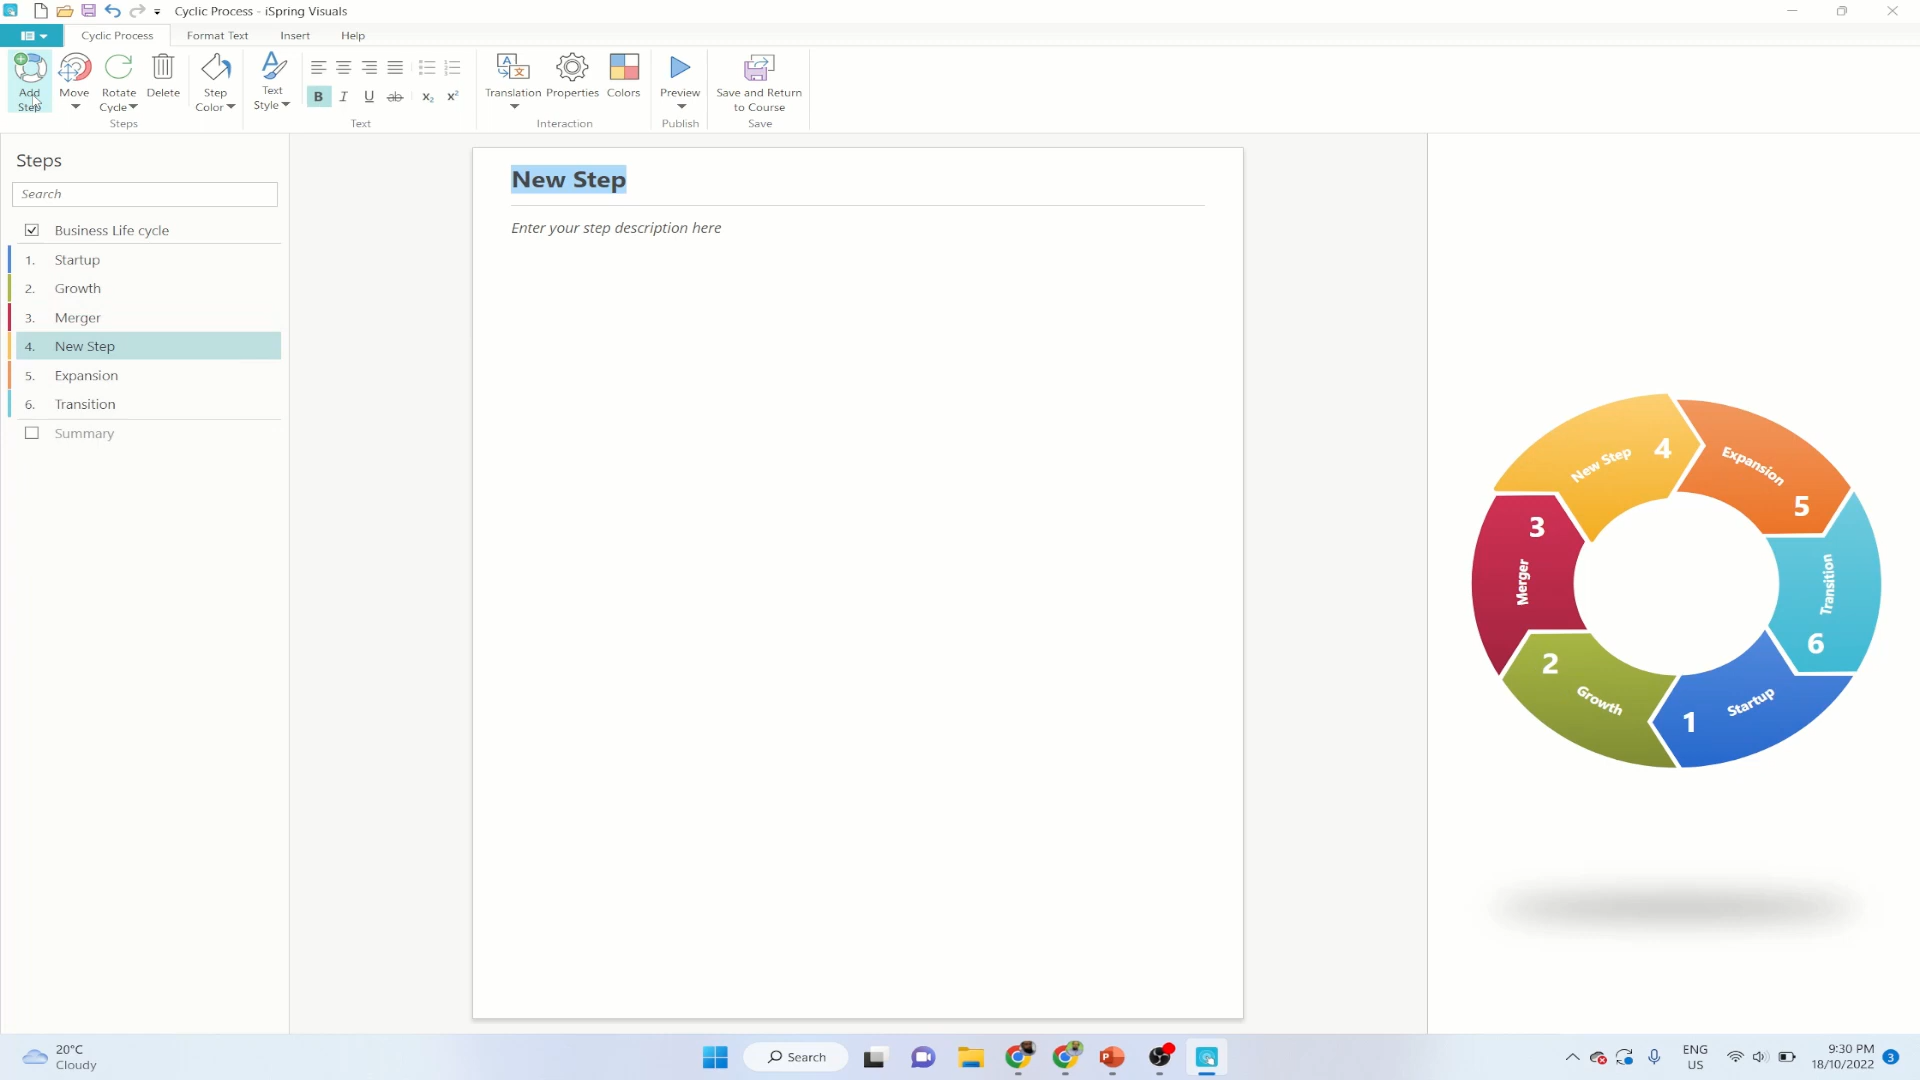 Cyclic Process - iSpring Visuals
Cyclic Process
Format Text
Insert
Help
Add
Step
Move
Rotate
Cycle
Delete
Step
Color
Text
Style
B I U ab x₂ x²
Translation
Properties
Colors
Preview
Save and Return
to Course
Steps
Text
Interaction
Publish
Save
Steps
Search
Business Life cycle
1. Startup
2. Growth
3. Merger
4. New Step
5. Expansion
6. Transition
Summary
New Step
Enter your step description here
New Step 4
Expansion 5
3 Merger
Transition 6
2 Growth
1 Startup
20°C
Cloudy
Search
ENG
US
9:30 PM
18/10/2022
3